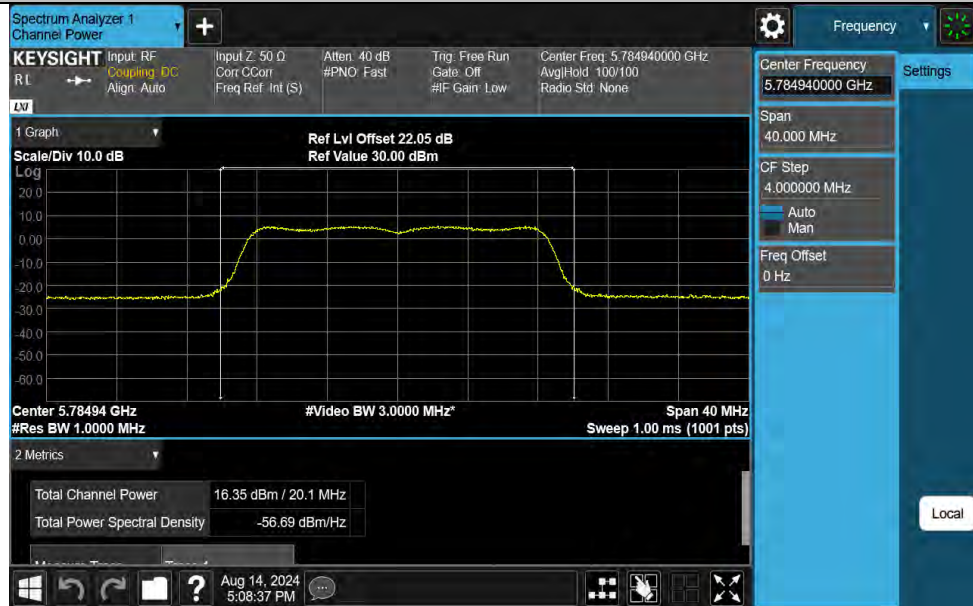 Spectrum Analyzer 1
Channel Power
+
Frequency
KEYSIGHT
RL
LXI
Input: RF
Coupling: DC
Align: Auto
Input Z: 50 Ω
Corr CCorr
Freq Ref: Int (S)
Atten: 40 dB
#PNO: Fast
Trig: Free Run
Gate: Off
#IF Gain: Low
Center Freq: 5.784940000 GHz
Avg|Hold: 100/100
Radio Std: None
Center Frequency
5.784940000 GHz
Settings
Span
40.000 MHz
CF Step
4.000000 MHz
Auto
Man
Freq Offset
0 Hz
Local
1 Graph
Scale/Div 10.0 dB
Ref Lvl Offset 22.05 dB
Ref Value 30.00 dBm
Log
20.0
10.0
0.00
-10.0
-20.0
-30.0
-40.0
-50.0
-60.0
Center 5.78494 GHz
#Video BW 3.0000 MHz*
Span 40 MHz
#Res BW 1.0000 MHz
Sweep 1.00 ms (1001 pts)
2 Metrics
Total Channel Power 16.35 dBm / 20.1 MHz
Total Power Spectral Density -56.69 dBm/Hz
?
Aug 14, 2024
5:08:37 PM